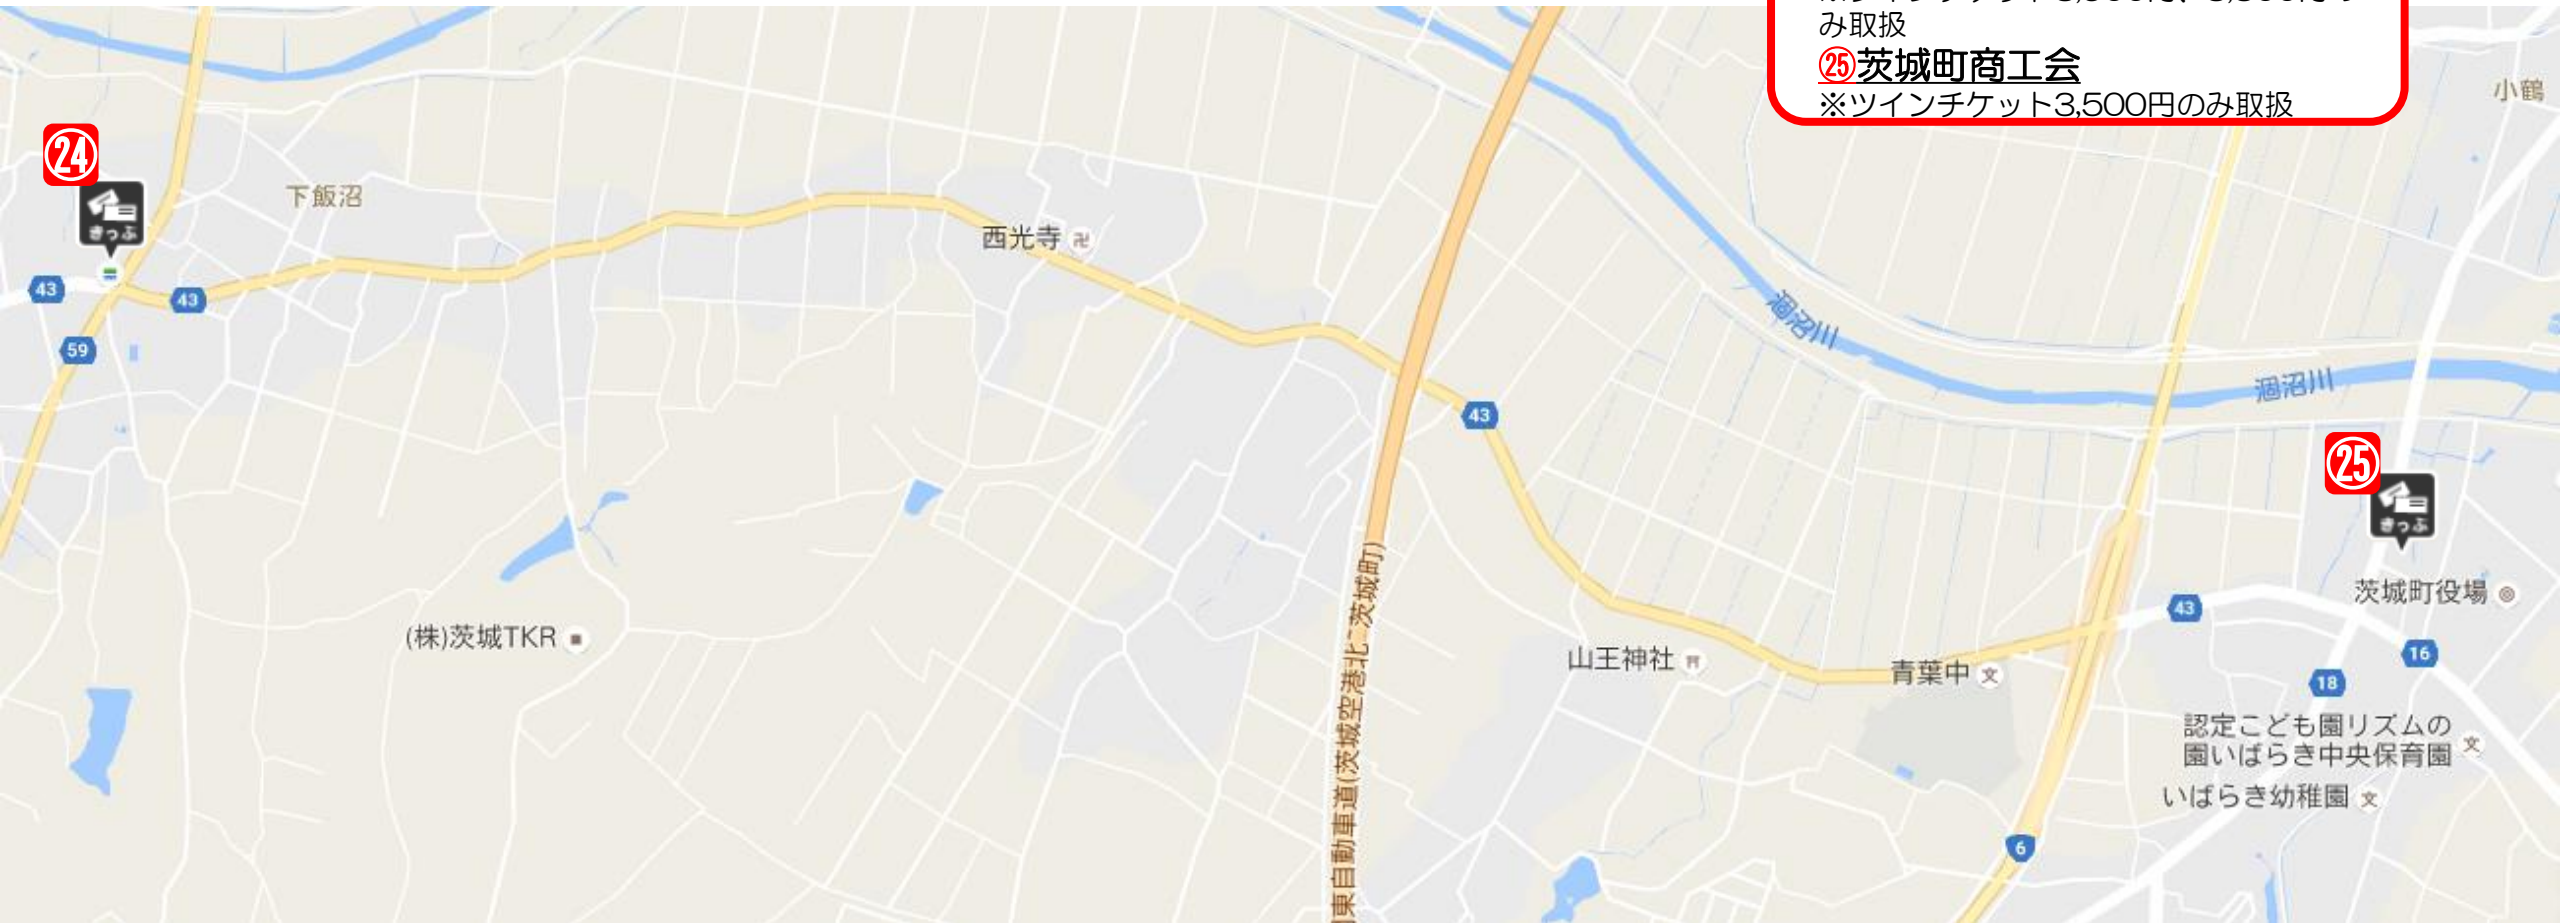 み取扱
㉕茨城町商工会
※ツインチケット3,500円のみ取扱
小鶴
㉔
きっぷ
下飯沼
西光寺
43
43
59
涸沼川
涸沼川
43
㉕
きっぷ
茨城町役場
(株)茨城TKR
東自動車道(茨城空港北IC茨城町)
山王神社
青葉中
43
16
18
認定こども園リズムの
園いばらき中央保育園
いばらき幼稚園
6